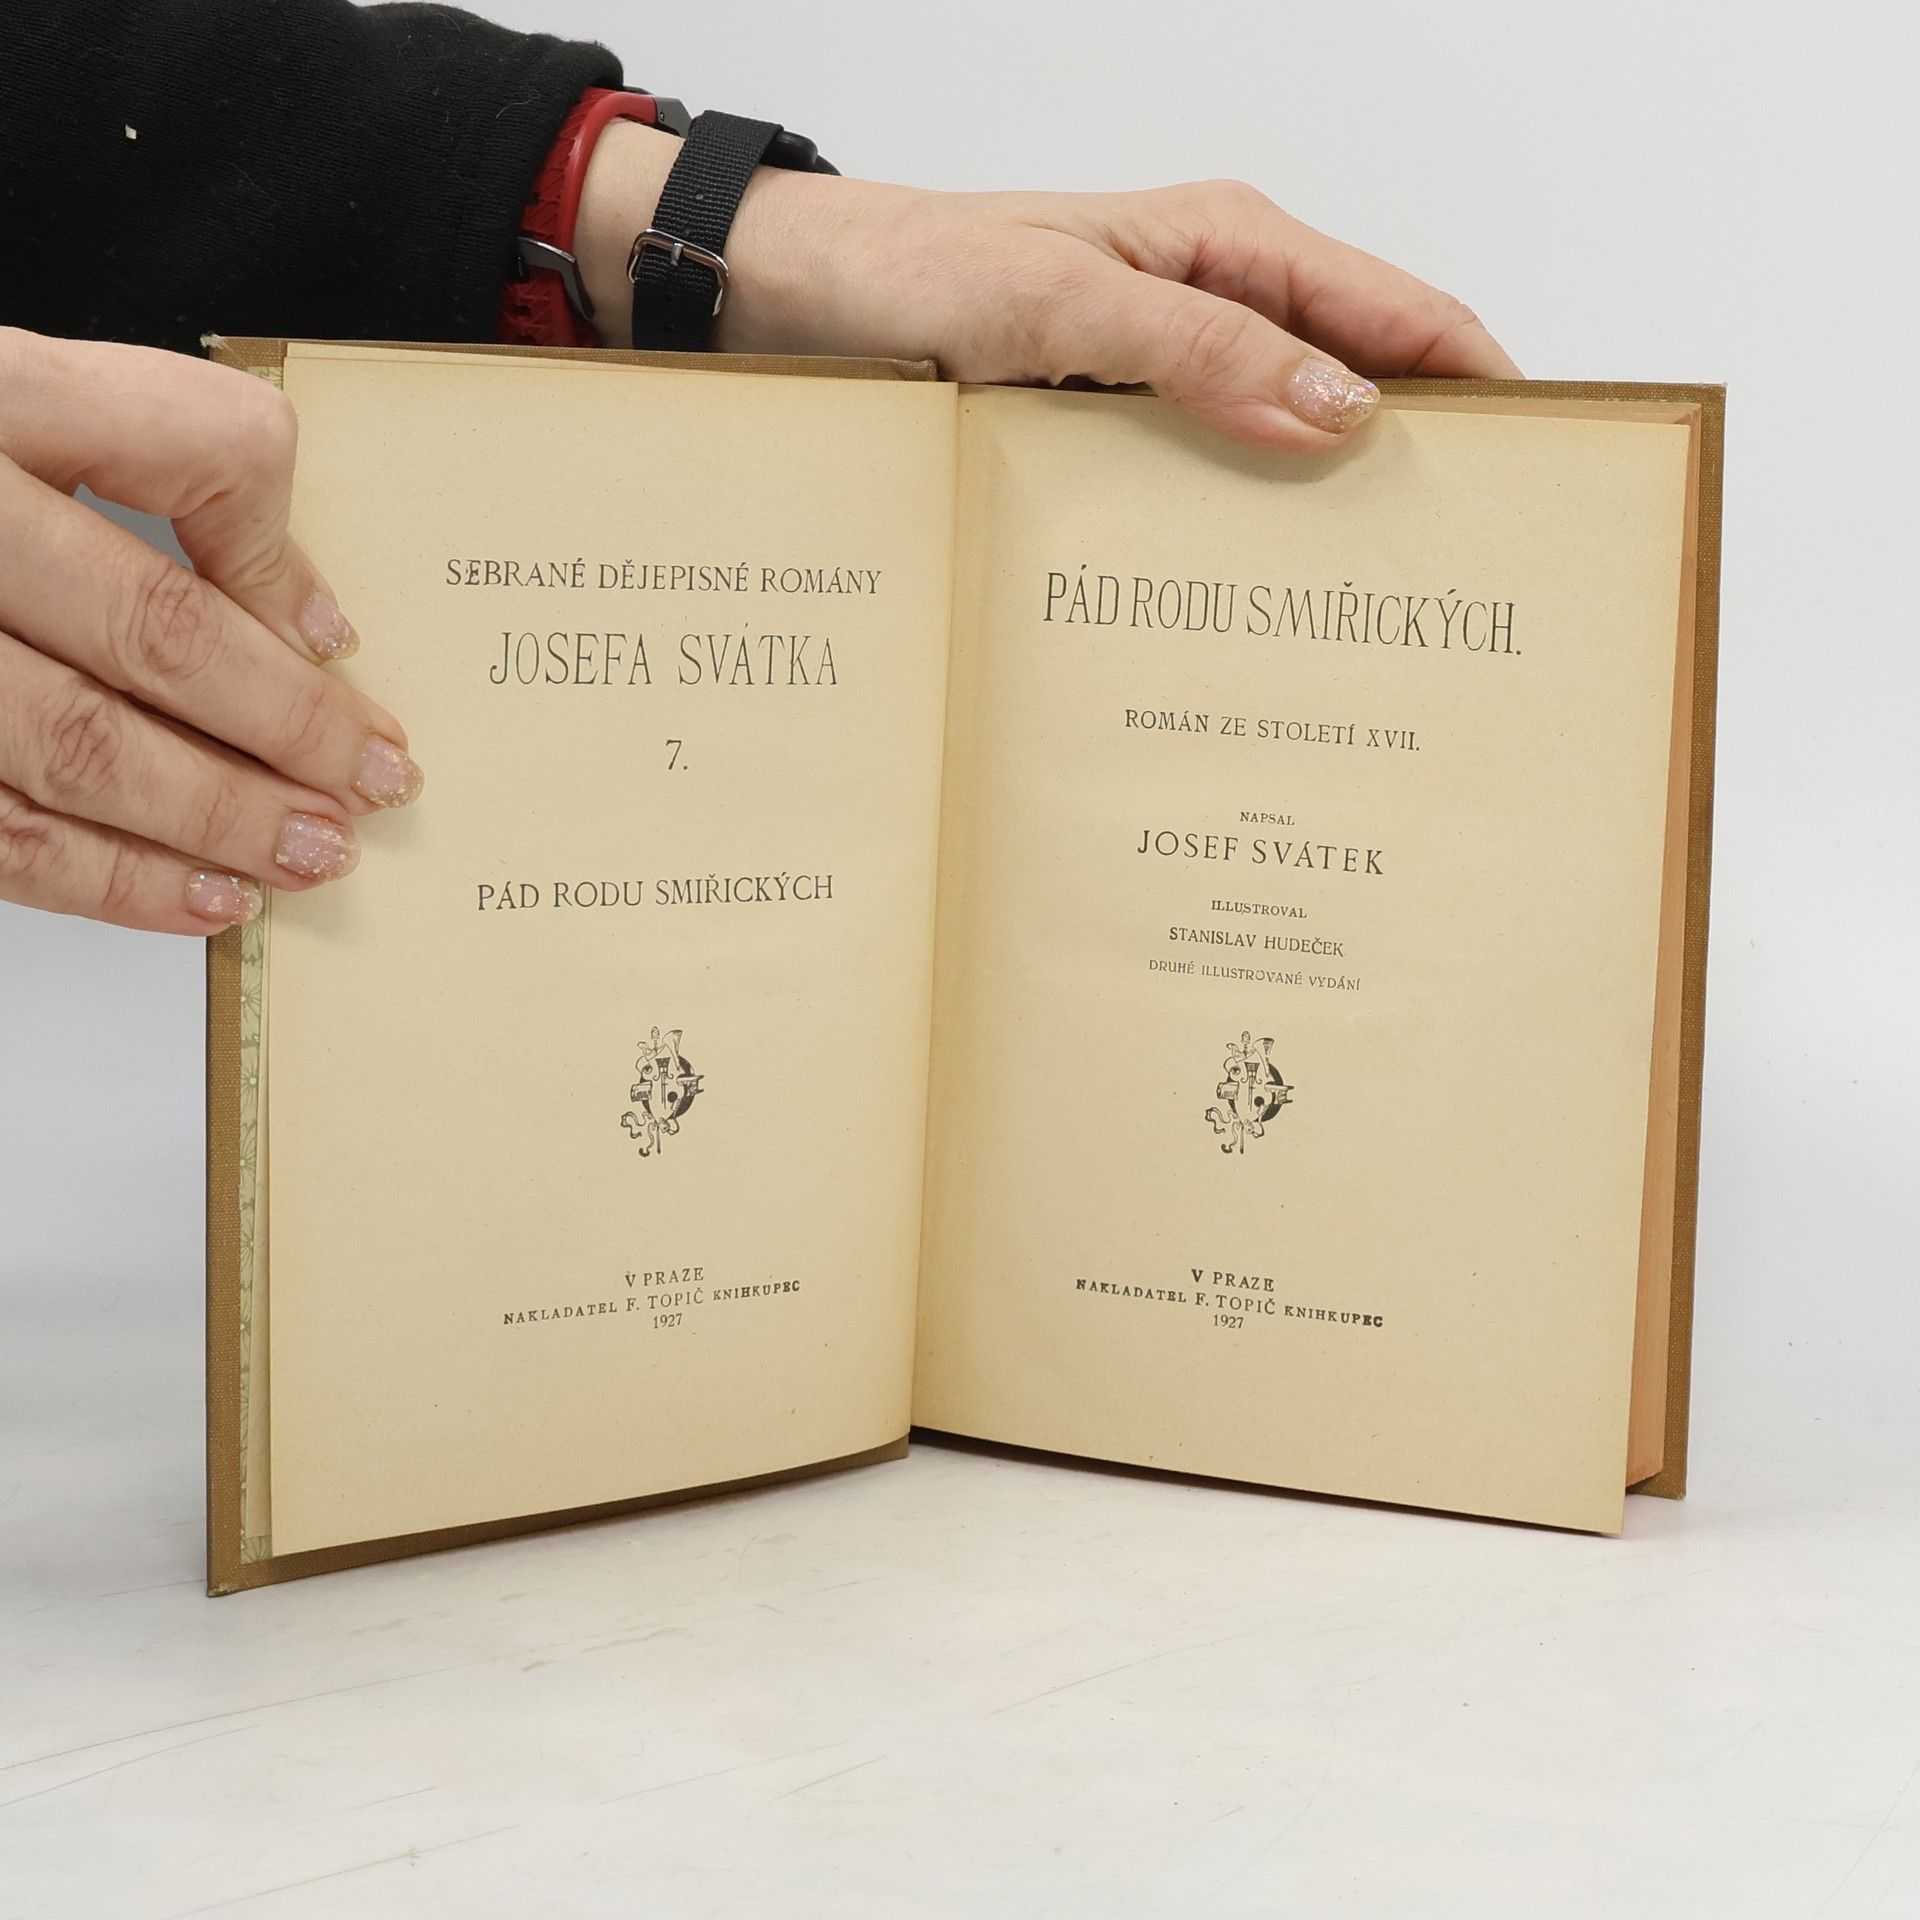 SEBRANÉ DĚJEPISNÉ ROMÁNY
JOSEFA SVÁTKA
7.
PÁD RODU SMIŘICKÝCH
V PRAZE
NAKLADATEL F. TOPIČ KNIHKUPEC
1927
PÁD RODU SMIŘICKÝCH.
ROMÁN ZE STOLETÍ XVII.
NAPSAL
JOSEF SVÁTEK
ILLUSTROVAL
STANISLAV HUDEČEK
DRUHÉ ILLUSTROVANÉ VYDÁNÍ
V PRAZE
NAKLADATEL F. TOPIČ KNIHKUPEC
1927